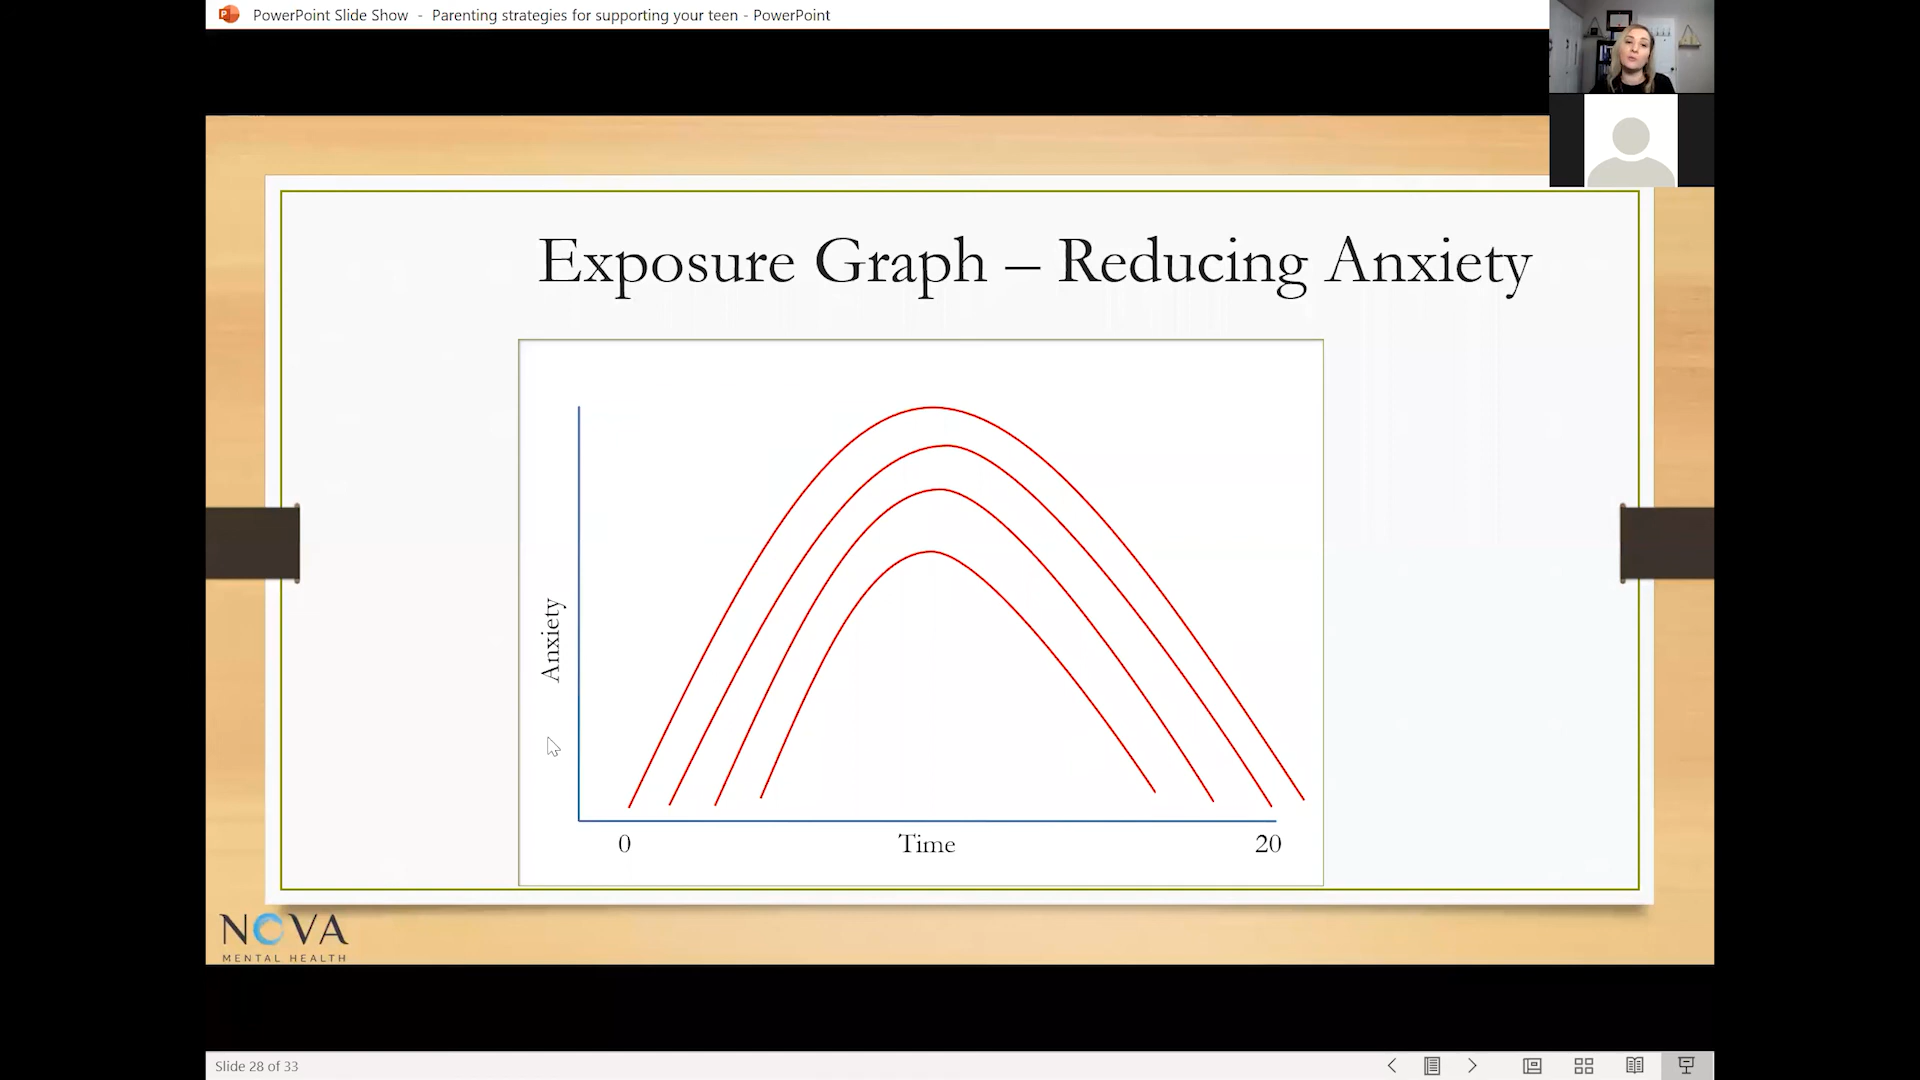 PowerPoint Slide Show - Parenting strategies for supporting your teen - PowerPoint
Exposure Graph – Reducing Anxiety
Anxiety
0 Time 20
NOVA
MENTAL HEALTH
Slide 28 of 33